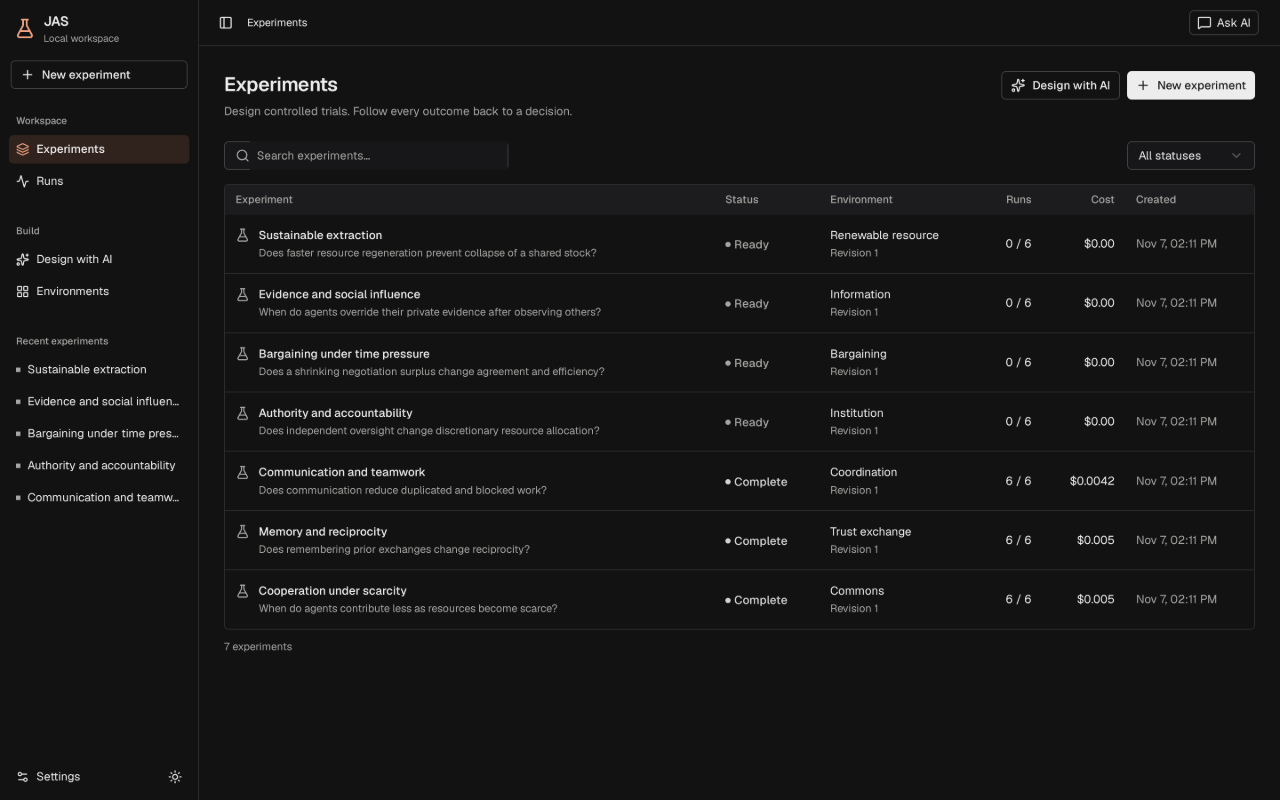 JAS
Local workspace
New experiment
Workspace
Experiments
Runs
Build
Design with AI
Environments
Recent experiments
Sustainable extraction
Evidence and social influen...
Bargaining under time pres...
Authority and accountability
Communication and teamw...
Settings
Experiments
Ask AI
Experiments
Design controlled trials. Follow every outcome back to a decision.
Design with AI
New experiment
Search experiments...
All statuses
Experiment Status Environment Runs Cost Created
Sustainable extraction
Does faster resource regeneration prevent collapse of a shared stock?
Ready
Renewable resource
Revision 1
0 / 6 $0.00 Nov 7, 02:11 PM
Evidence and social influence
When do agents override their private evidence after observing others?
Ready
Information
Revision 1
0 / 6 $0.00 Nov 7, 02:11 PM
Bargaining under time pressure
Does a shrinking negotiation surplus change agreement and efficiency?
Ready
Bargaining
Revision 1
0 / 6 $0.00 Nov 7, 02:11 PM
Authority and accountability
Does independent oversight change discretionary resource allocation?
Ready
Institution
Revision 1
0 / 6 $0.00 Nov 7, 02:11 PM
Communication and teamwork
Does communication reduce duplicated and blocked work?
Complete
Coordination
Revision 1
6 / 6 $0.0042 Nov 7, 02:11 PM
Memory and reciprocity
Does remembering prior exchanges change reciprocity?
Complete
Trust exchange
Revision 1
6 / 6 $0.005 Nov 7, 02:11 PM
Cooperation under scarcity
When do agents contribute less as resources become scarce?
Complete
Commons
Revision 1
6 / 6 $0.005 Nov 7, 02:11 PM
7 experiments